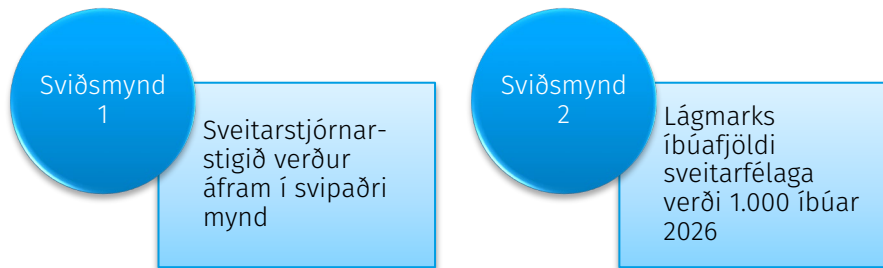 Sviðsmynd
1
Sveitarstjórnar-
stigið verður
áfram í svipaðri
mynd
Sviðsmynd
2
Lágmarks
íbúafjöldi
sveitarfélaga
verði 1.000 íbúar
2026